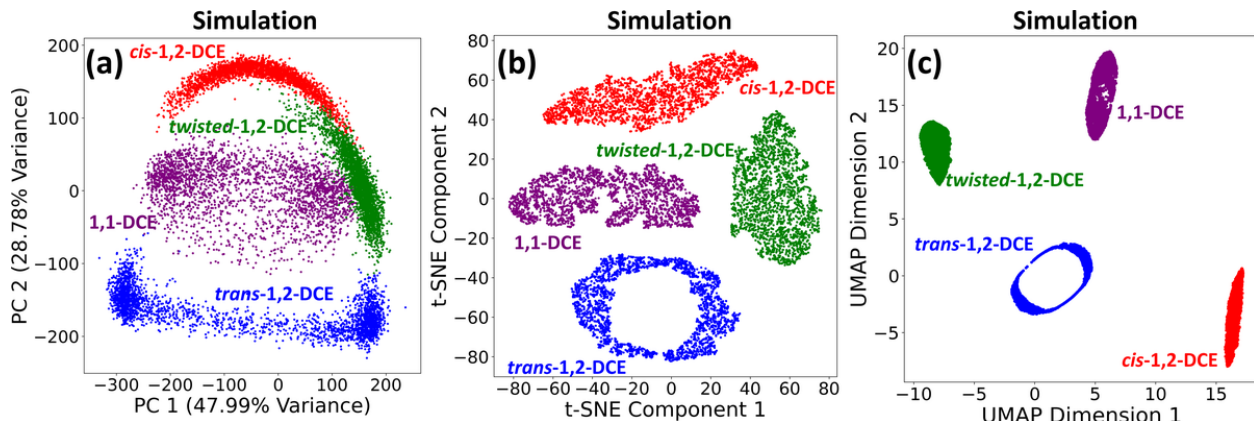 Simulation
(a)
cis-1,2-DCE
twisted-1,2-DCE
1,1-DCE
trans-1,2-DCE
200
100
0
−100
−200
PC 2 (28.78% Variance)
−300
−200
−100
0
100
200
PC 1 (47.99% Variance)
Simulation
(b)
cis-1,2-DCE
twisted-1,2-DCE
1,1-DCE
trans-1,2-DCE
80
60
40
20
0
−20
−40
−60
−80
t-SNE Component 2
−80
−60
−40
−20
0
20
40
60
80
t-SNE Component 1
Simulation
(c)
1,1-DCE
twisted-1,2-DCE
trans-1,2-DCE
cis-1,2-DCE
20
15
10
5
0
−5
UMAP Dimension 2
−10
−5
0
5
10
15
UMAP Dimension 1